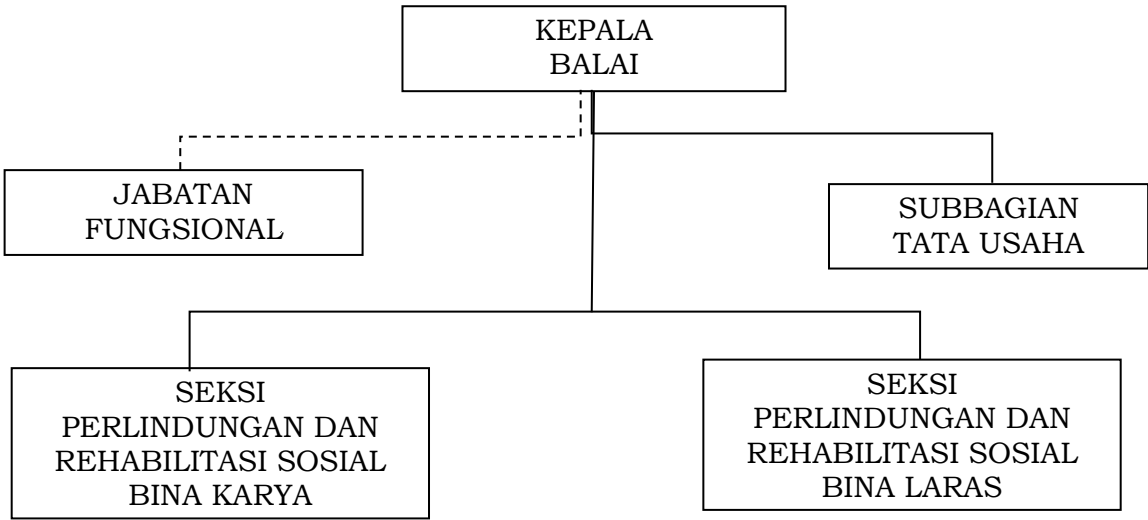 KEPALA
BALAI
JABATAN
FUNGSIONAL
SUBBAGIAN
TATA USAHA
SEKSI
PERLINDUNGAN DAN
REHABILITASI SOSIAL
BINA KARYA
SEKSI
PERLINDUNGAN DAN
REHABILITASI SOSIAL
BINA LARAS